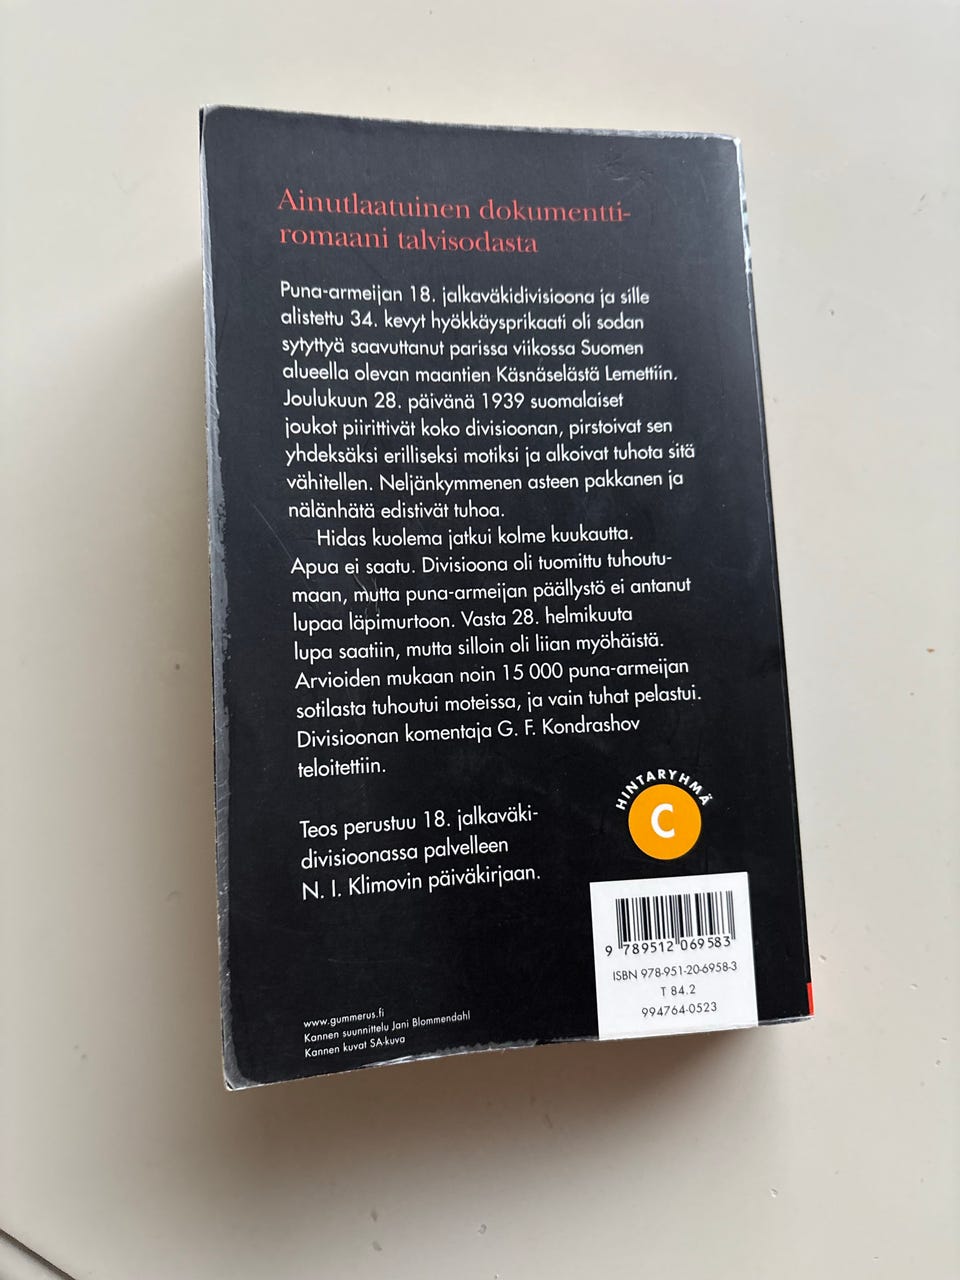 Ainutlaatuinen dokumentti-
romaani talvisodasta
Puna-armeijan 18. jalkaväkidivisioona ja sille
alistettu 34. kevyt hyökkäysprikaati oli sodan
sytyttyä saavuttanut parissa viikossa Suomen
alueella olevan maantien Käsnäselästä Lemettiin.
Joulukuun 28. päivänä 1939 suomalaiset
joukot piirittivät koko divisioonan, pirstoivat sen
yhdeksäksi erilliseksi motiksi ja alkoivat tuhota sitä
vähitellen. Neljänkymmenen asteen pakkanen ja
nälänhätä edistivät tuhoa.
Hidas kuolema jatkui kolme kuukautta.
Apua ei saatu. Divisioona oli tuomittu tuhoutu-
maan, mutta puna-armeijan päällystö ei antanut
lupaa läpimurtoon. Vasta 28. helmikuuta
lupa saatiin, mutta silloin oli liian myöhäistä.
Arvioiden mukaan noin 15 000 puna-armeijan
sotilasta tuhoutui moteissa, ja vain tuhat pelastui.
Divisioonan komentaja G. F. Kondrashov
teloitettiin.
Teos perustuu 18. jalkaväki-
divisioonassa palvelleen
N. I. Klimovin päiväkirjaan.
HINTARYHMÄ
C
9 789512 069583
ISBN 978-951-20-6958-3
T 84.2
994764-0523
www.gummerus.fi
Kannen suunnittelu Jani Blommendahl
Kannen kuvat SA-kuva